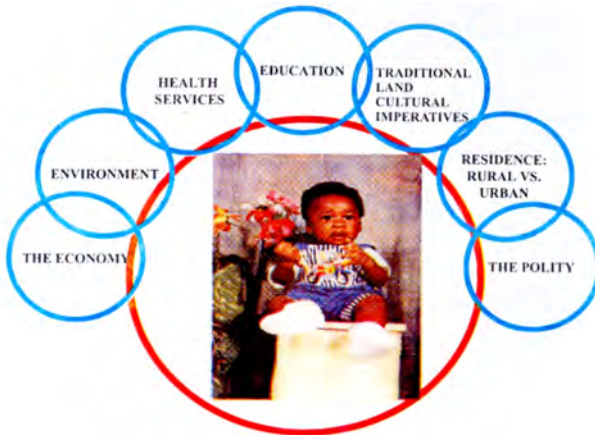 EDUCATION
HEALTH
SERVICES
TRADITIONAL
LAND
CULTURAL
IMPERATIVES
ENVIRONMENT
RESIDENCE:
RURAL VS.
URBAN
THE ECONOMY
THE POLITY